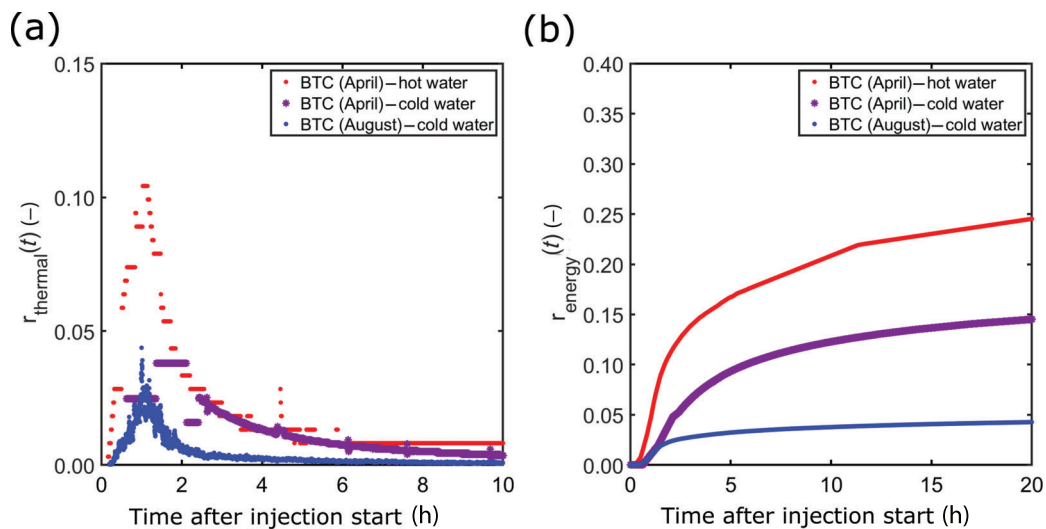 (a)
0.15
0.10
0.05
0.00
r_thermal(t) (−)
BTC (April)−hot water
BTC (April)−cold water
BTC (August)−cold water
0 2 4 6 8 10
Time after injection start (h)
(b)
0.40
0.35
0.30
0.25
0.20
0.15
0.10
0.05
0.00
r_energy(t) (−)
BTC (April)−hot water
BTC (April)−cold water
BTC (August)−cold water
0 5 10 15 20
Time after injection start (h)